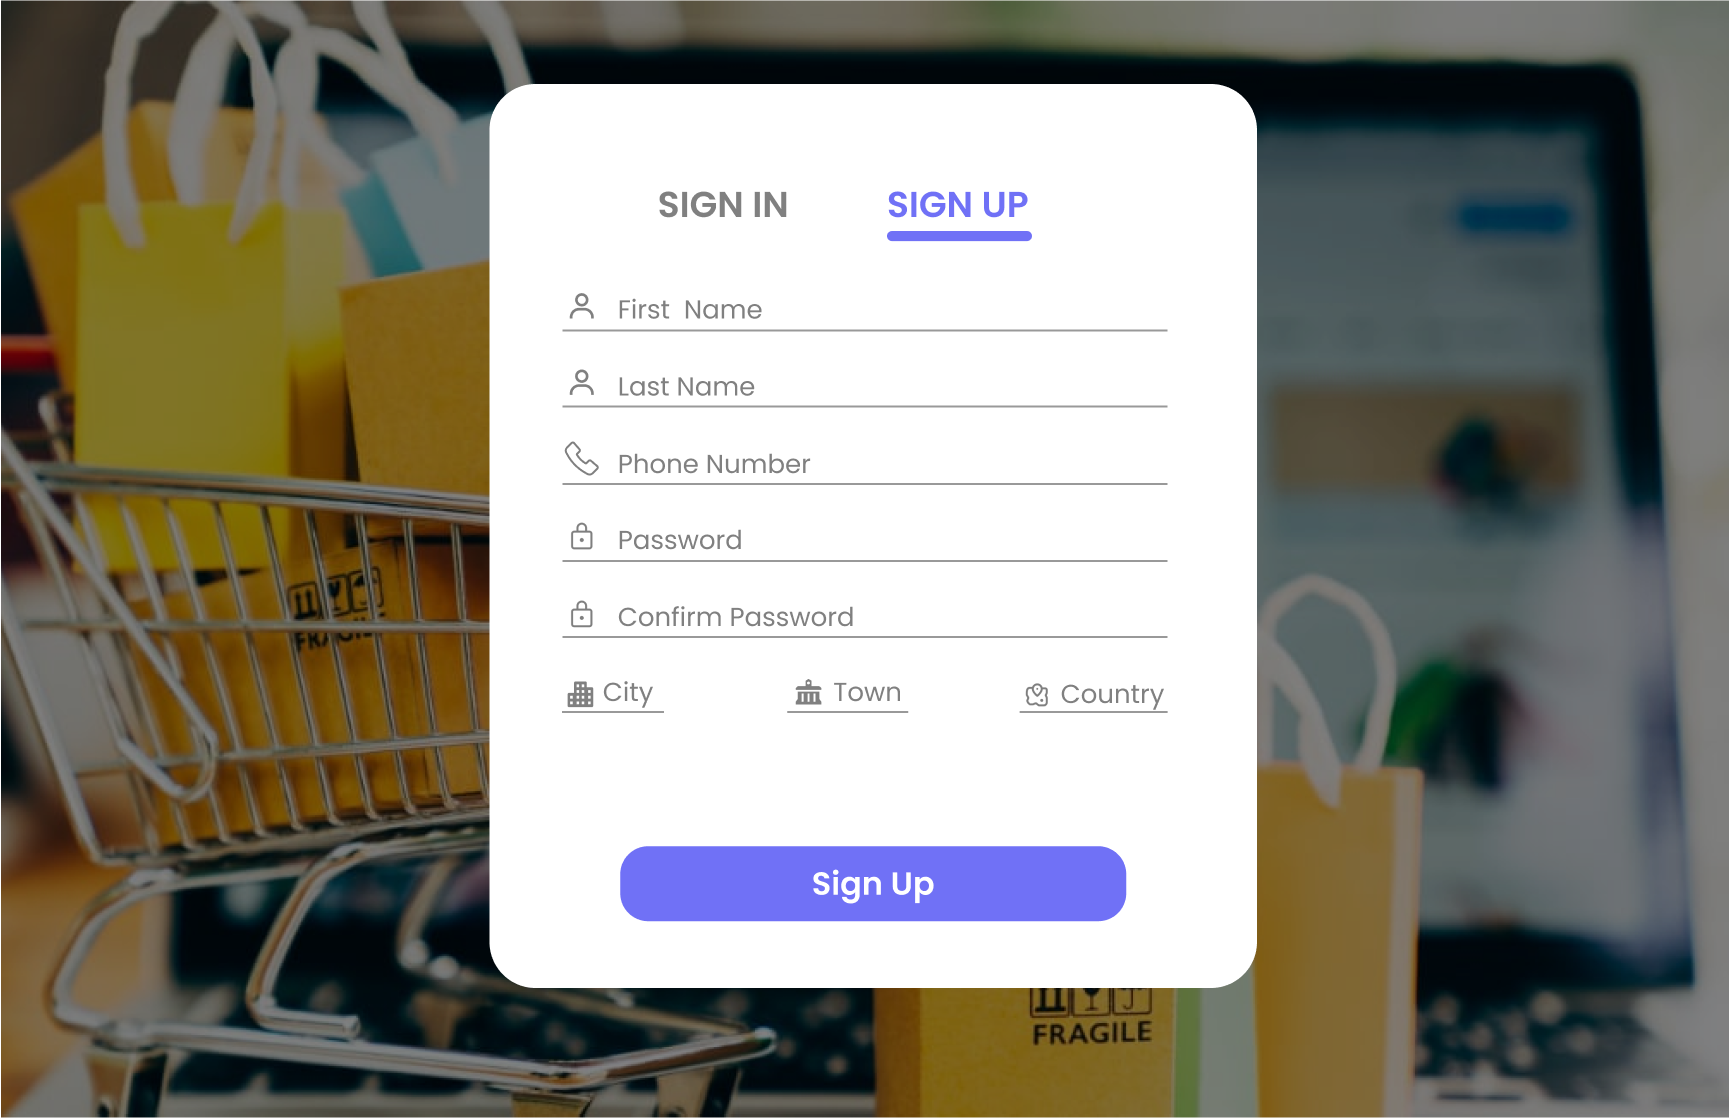 SIGN IN SIGN UP
First  Name
Last Name
Phone Number
Password
Confirm Password
City Town Country
Sign Up
FRAGILE
FRAGILE